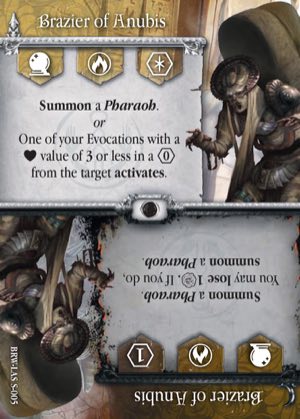 Brazier of Anubis
Summon a Pharaoh.
or
One of your Evocations with a
♥ value of 3 or less in a 0
from the target activates.
Brazier of Anubis
1
Summon a Pharaoh.
You may lose 1. If you do,
summon a Pharaoh.
BRW-LAS-S-005